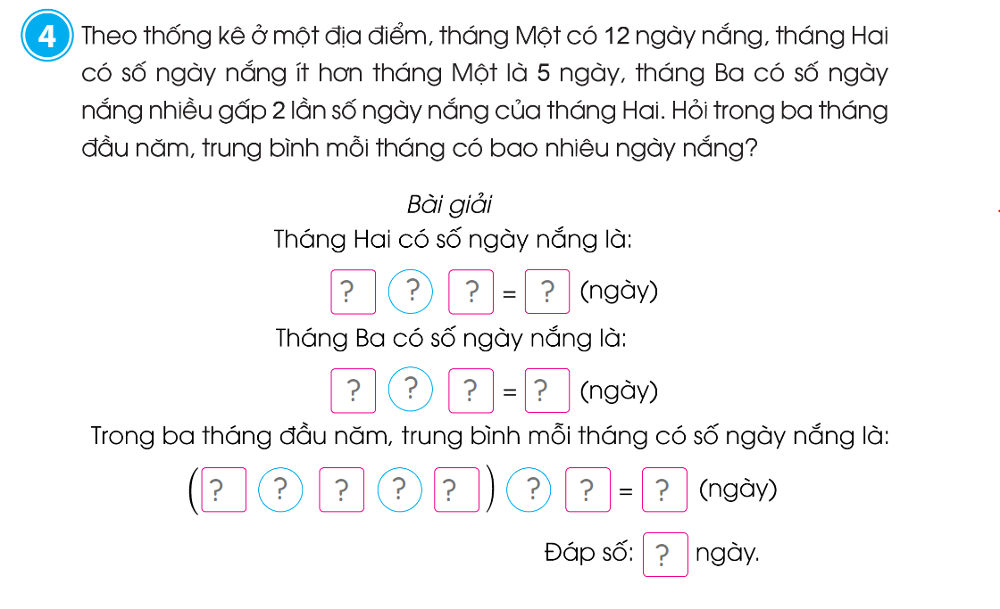 4 Theo thống kê ở một địa điểm, tháng Một có 12 ngày nắng, tháng Hai
có số ngày nắng ít hơn tháng Một là 5 ngày, tháng Ba có số ngày
nắng nhiều gấp 2 lần số ngày nắng của tháng Hai. Hỏi trong ba tháng
đầu năm, trung bình mỗi tháng có bao nhiêu ngày nắng?
Bài giải
Tháng Hai có số ngày nắng là:
? ? ? = ? (ngày)
Tháng Ba có số ngày nắng là:
? ? ? = ? (ngày)
Trong ba tháng đầu năm, trung bình mỗi tháng có số ngày nắng là:
(? ? ? ? ?) ? ? = ? (ngày)
Đáp số: ? ngày.